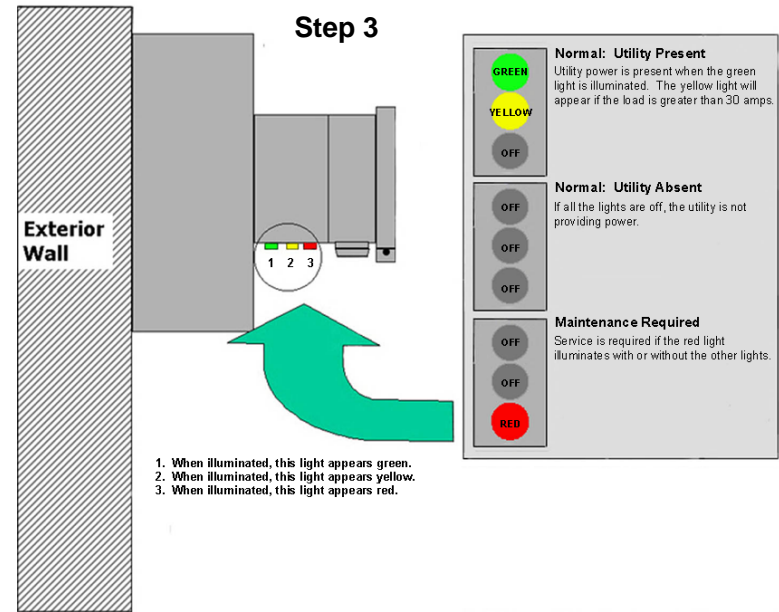 Step 3
Exterior
Wall
1 2 3
1. When illuminated, this light appears green.
2. When illuminated, this light appears yellow.
3. When illuminated, this light appears red.
GREEN
YELLOW
OFF
Normal: Utility Present
Utility power is present when the green
light is illuminated. The yellow light will
appear if the load is greater than 30 amps.
OFF
OFF
OFF
Normal: Utility Absent
If all the lights are off, the utility is not
providing power.
OFF
OFF
RED
Maintenance Required
Service is required if the red light
illuminates with or without the other lights.